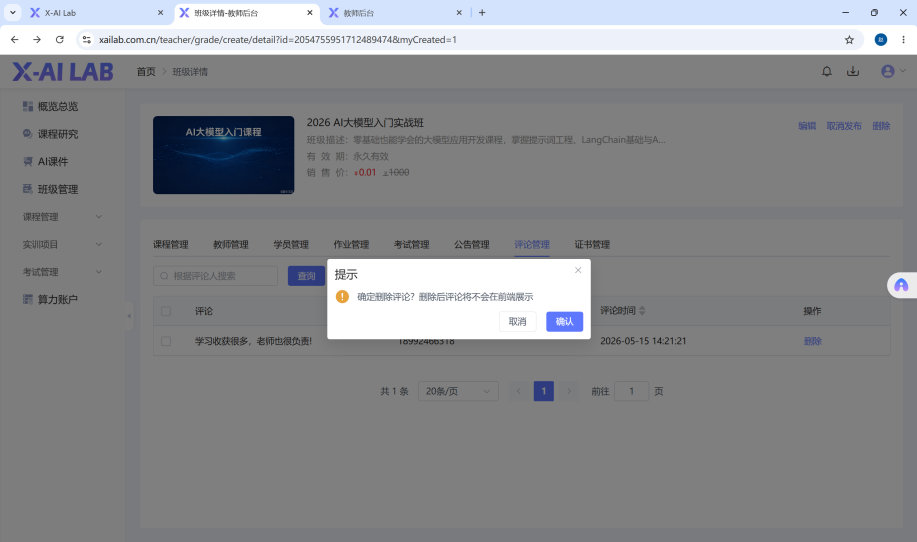 X-AI Lab
班级详情-教师后台
教师后台
xailab.com.cn/teacher/grade/create/detail?id=2054755951712489474&myCreated=1
X-AI LAB
首页 > 班级详情
概览总览
课程研究
AI课件
班级管理
课程管理
实训项目
考试管理
算力账户
AI大模型入门课程
2026 AI大模型入门实战班
编辑 取消发布 删除
班级描述：零基础也能学会的大模型应用开发课程，掌握提示词工程、LangChain基础与A...
有 效 期：永久有效
销 售 价：¥0.01 ¥1000
课程管理 教师管理 学员管理 作业管理 考试管理 公告管理 评论管理 证书管理
根据评论人搜索 查询
提示
确定删除评论？删除后评论将不会在前端展示
取消 确认
评论 评论时间 操作
学习收获很多，老师也很负责! 18992466318 2026-05-15 14:21:21 删除
共 1 条 20条/页 1 前往 1 页